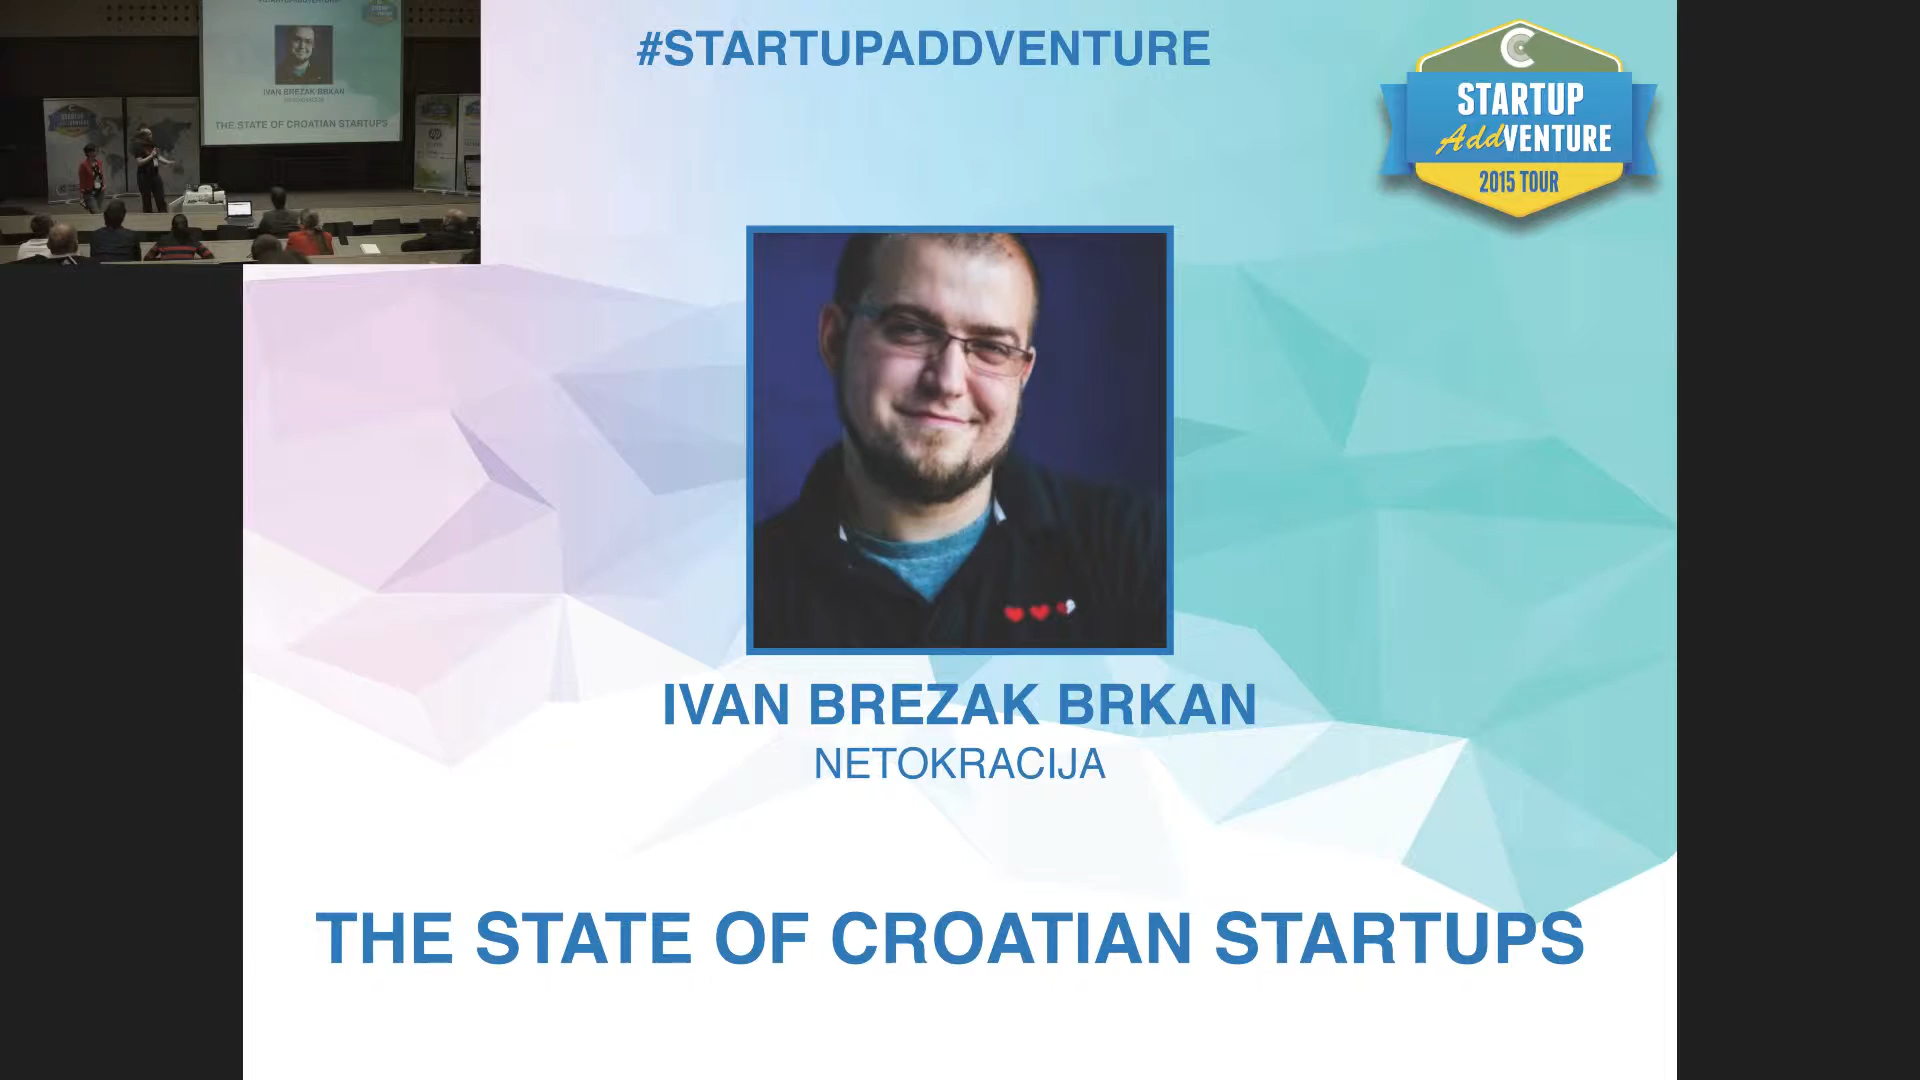 #STARTUPADDVENTURE
STARTUP
AddVENTURE
2015 TOUR
IVAN BREZAK BRKAN
NETOKRACIJA
THE STATE OF CROATIAN STARTUPS
IVAN BREZAK BRKAN
NETOKRACIJA
THE STATE OF CROATIAN STARTUPS